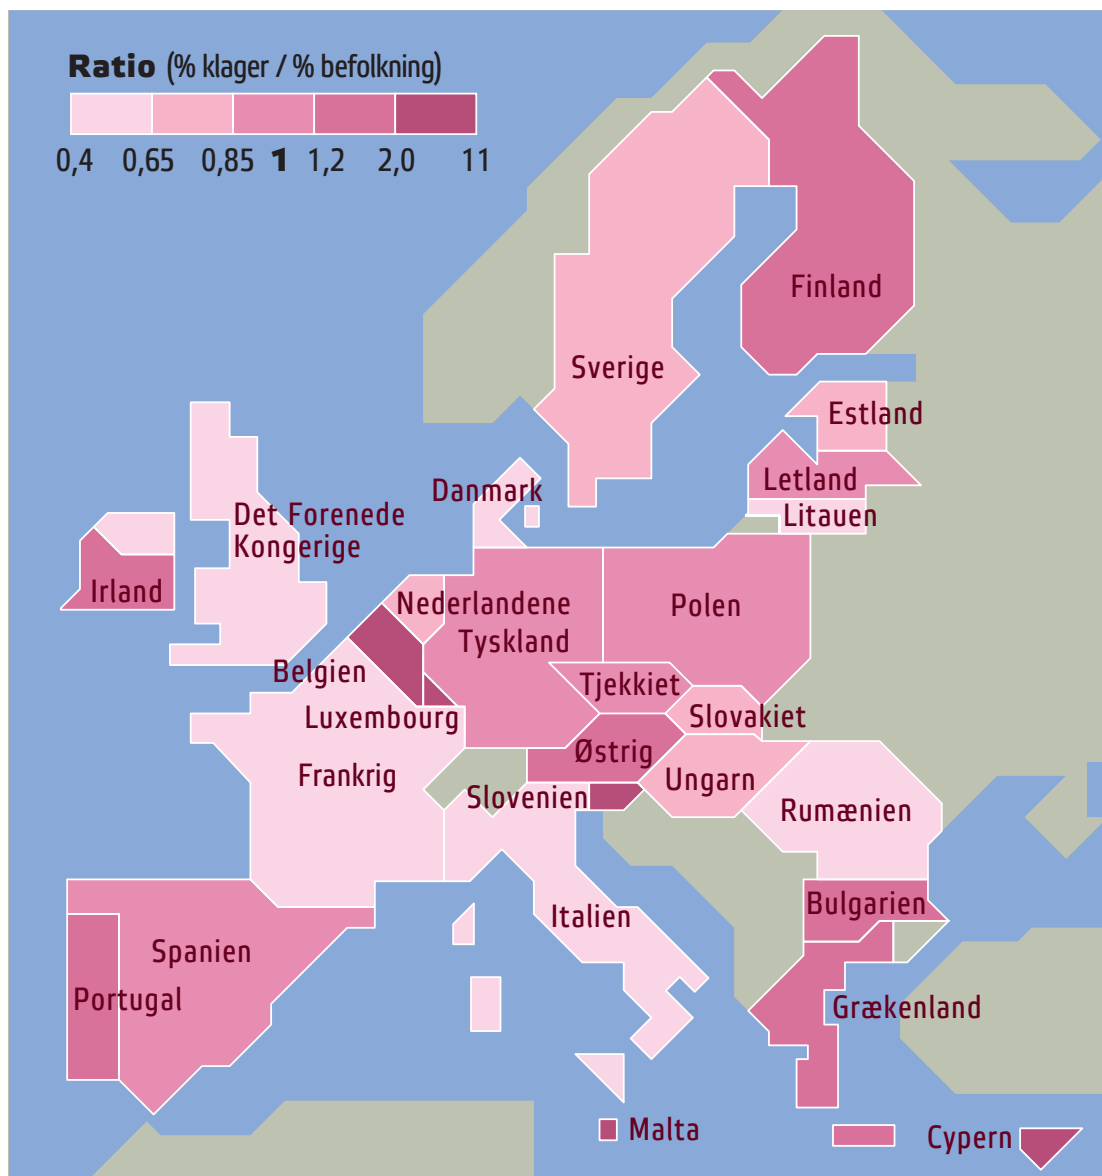 Ratio (% klager / % befolkning)
0,4 0,65 0,85 1 1,2 2,0 11
Finland
Sverige
Estland
Letland
Litauen
Danmark
Det Forenede
Kongerige
Irland
Nederlandene
Tyskland
Polen
Belgien
Luxembourg
Tjekkiet
Slovakiet
Østrig
Frankrig
Slovenien
Ungarn
Rumænien
Bulgarien
Italien
Spanien
Portugal
Grækenland
Malta
Cypern